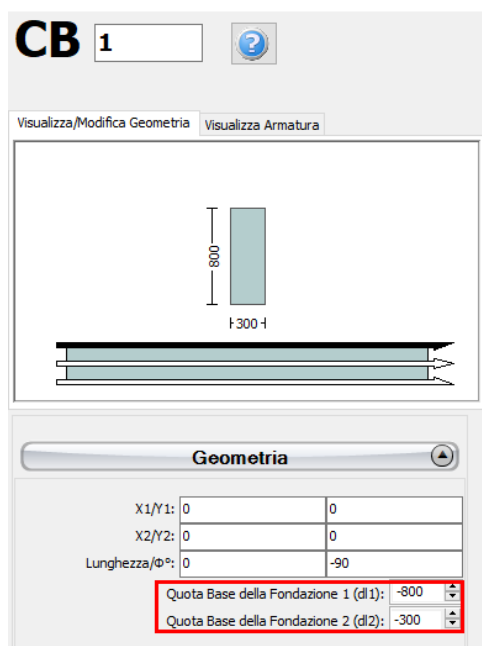 CB 1
Visualizza/Modifica Geometria Visualizza Armatura
800
300
Geometria
X1/Y1: 0 0
X2/Y2: 0 0
Lunghezza/Φ°: 0 -90
Quota Base della Fondazione 1 (dl1): -800
Quota Base della Fondazione 2 (dl2): -300